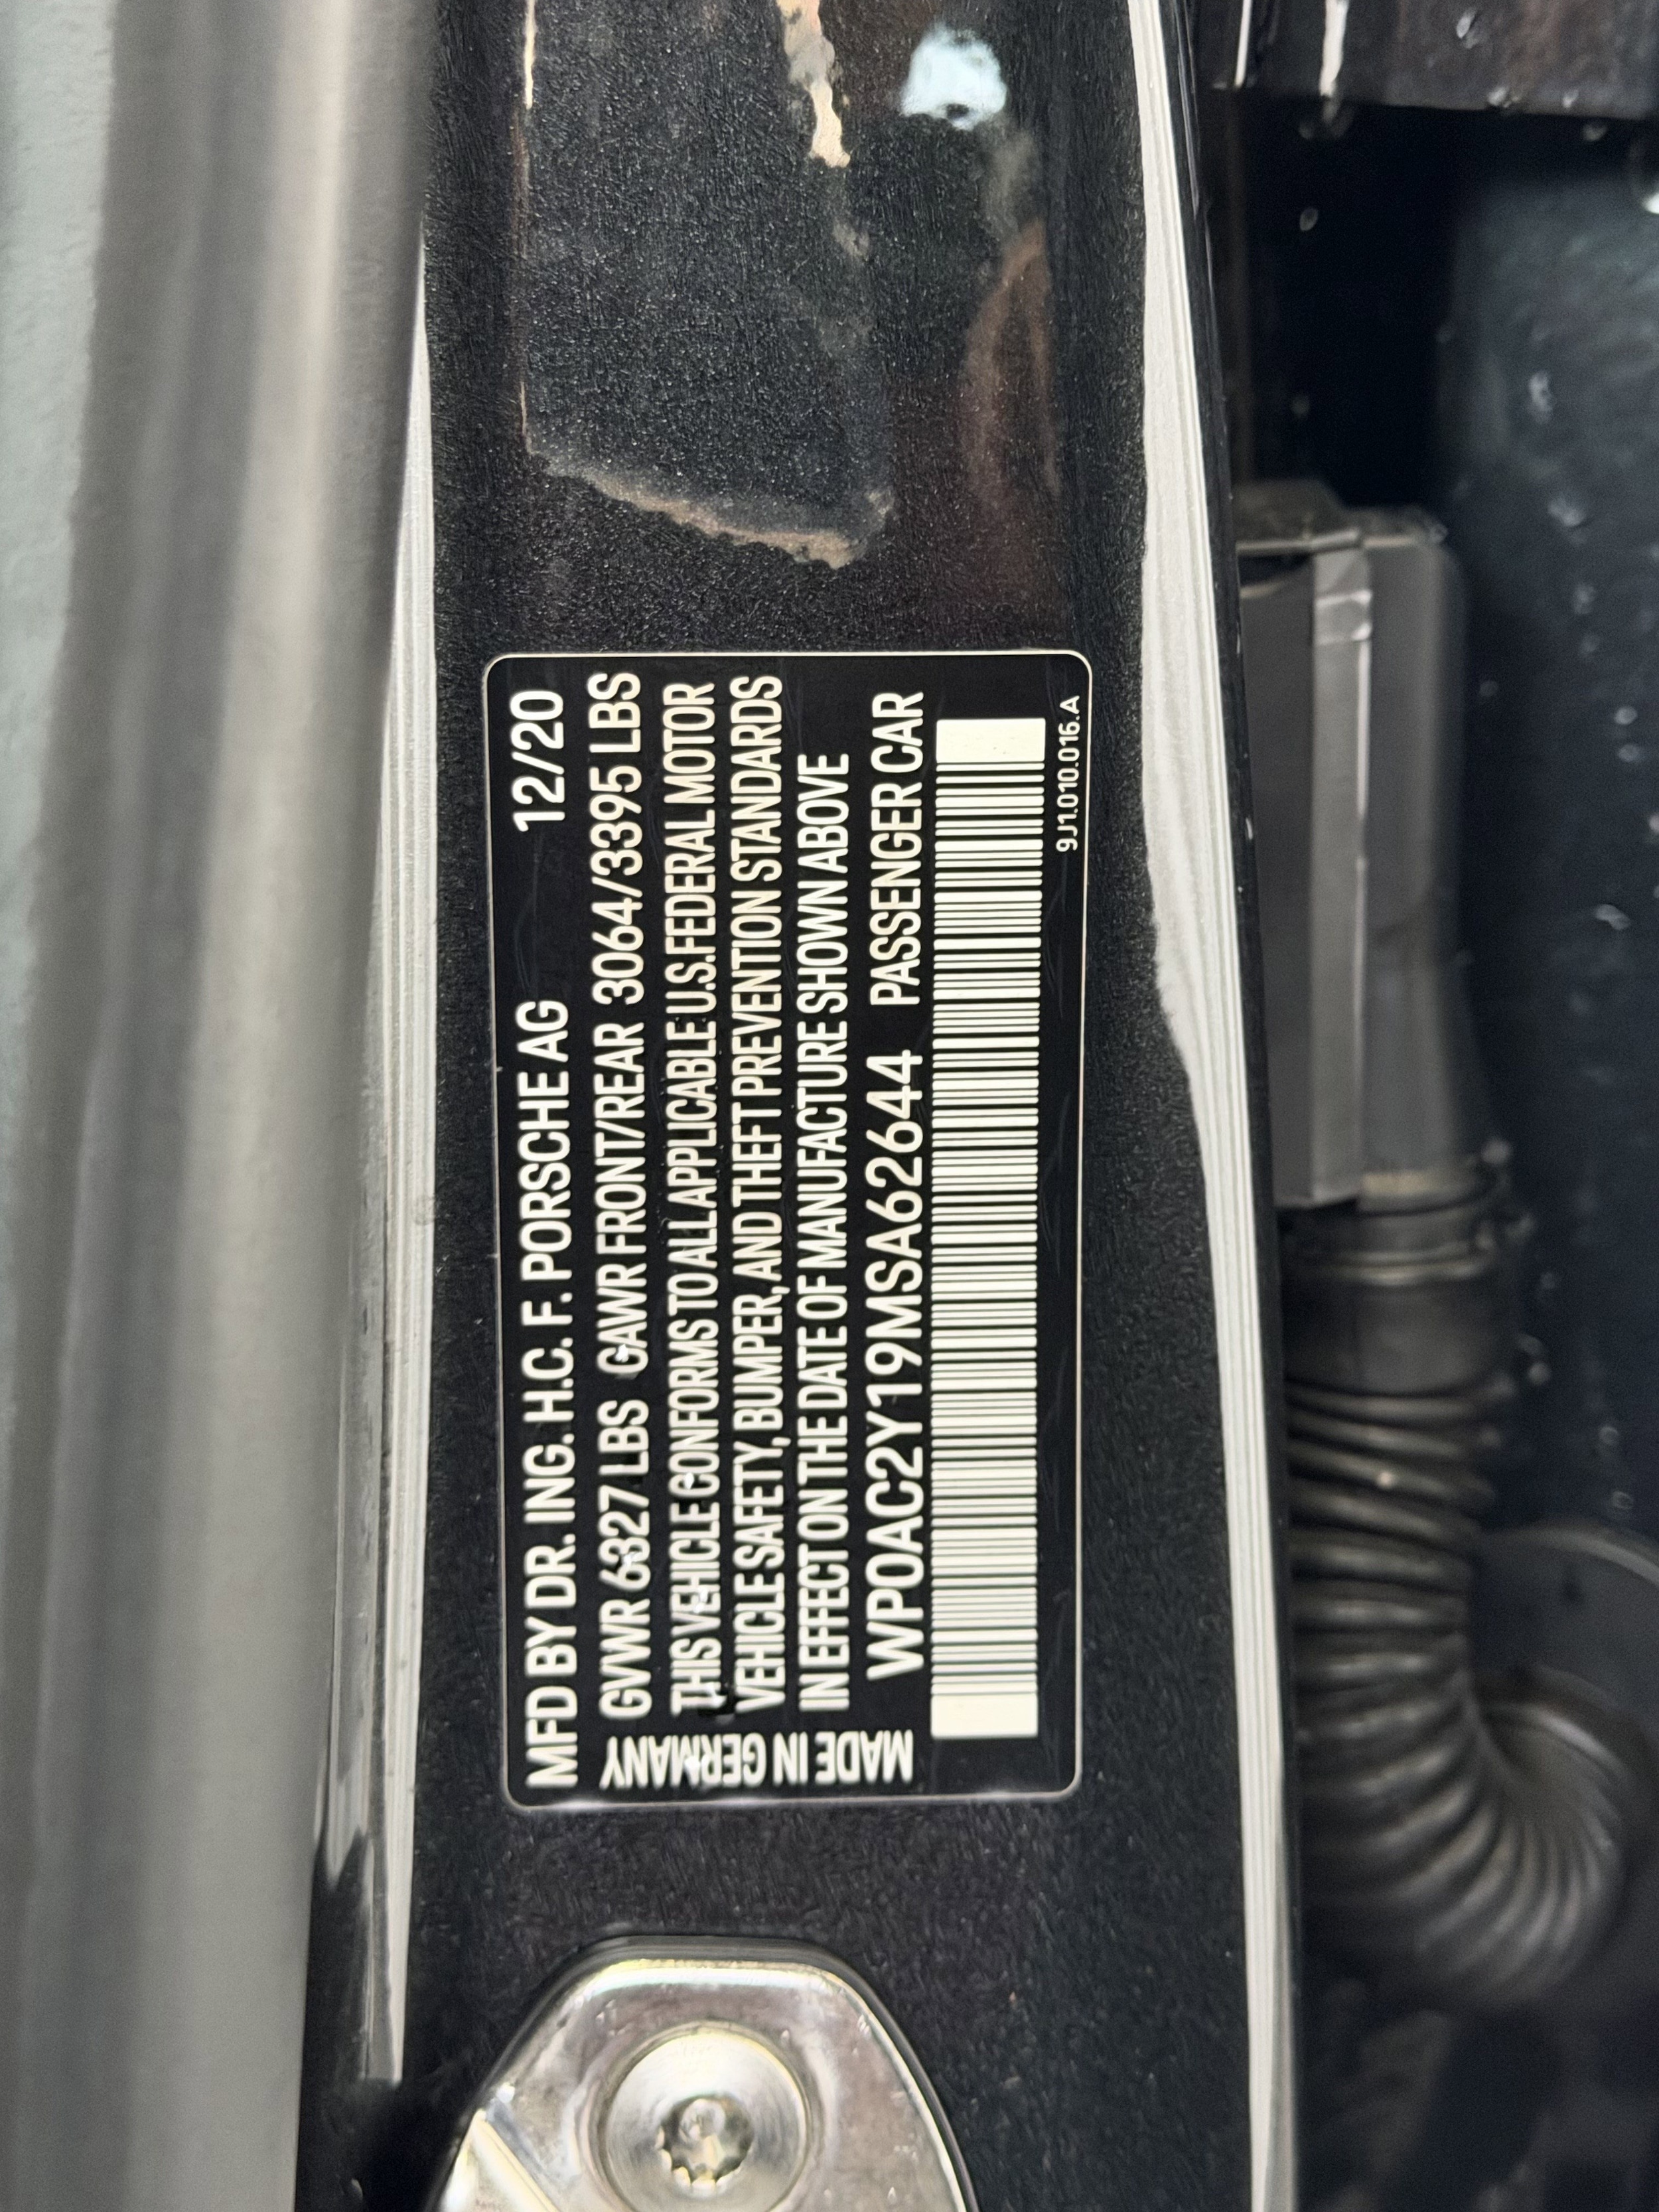 MFD BY DR. ING. H.C. F. PORSCHE AG 12/20
GVWR 6327 LBS GAWR FRONT/REAR 3064/3395 LBS
THIS VEHICLE CONFORMS TO ALL APPLICABLE U.S. FEDERAL MOTOR
VEHICLE SAFETY, BUMPER, AND THEFT PREVENTION STANDARDS
IN EFFECT ON THE DATE OF MANUFACTURE SHOWN ABOVE
WP0AC2Y19MSA62644 PASSENGER CAR
MADE IN GERMANY
9J1.010.016.A